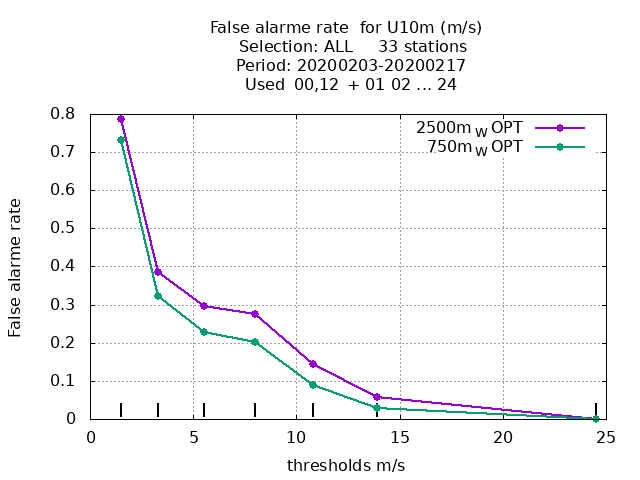 False alarme rate  for U10m (m/s)
Selection: ALL     33 stations
Period: 20200203-20200217
Used  00,12  + 01 02 ... 24
2500m W OPT
750m W OPT
0.8
0.7
0.6
0.5
0.4
0.3
0.2
0.1
0
False alarme rate
0 5 10 15 20 25
thresholds m/s